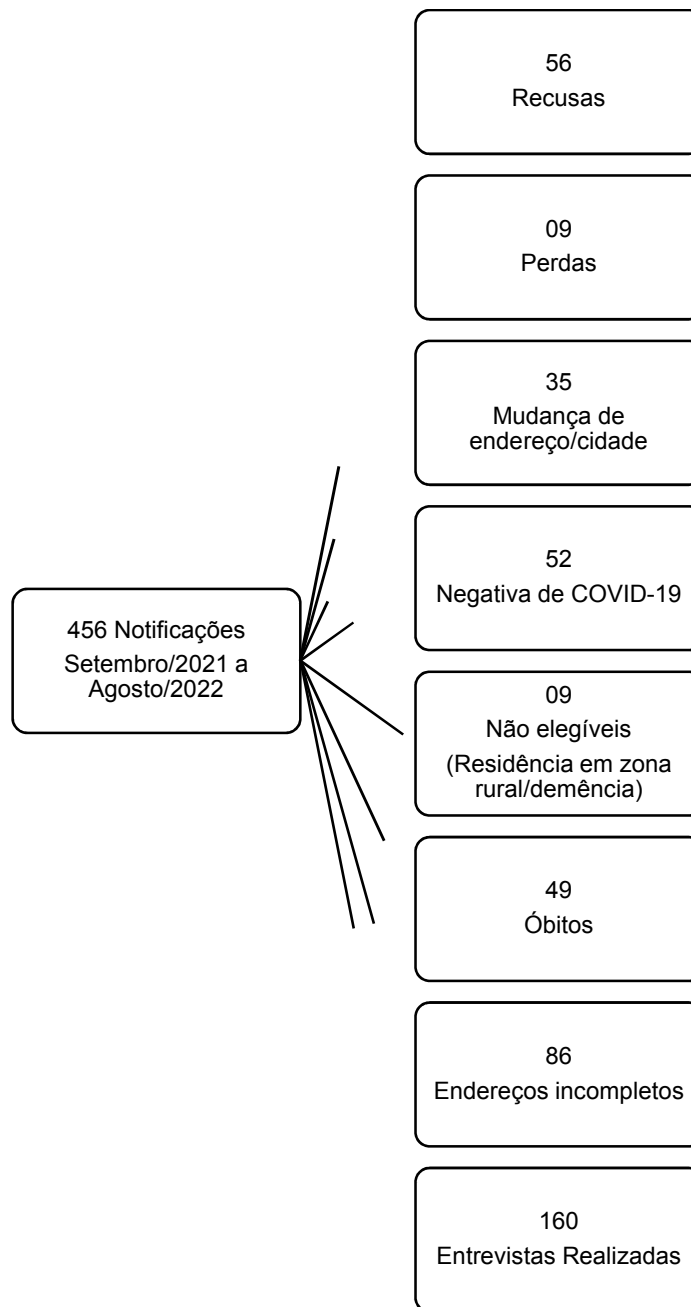 56
Recusas
09
Perdas
35
Mudança de
endereço/cidade
52
Negativa de COVID-19
456 Notificações
Setembro/2021 a
Agosto/2022
09
Não elegíveis
(Residência em zona
rural/demência)
49
Óbitos
86
Endereços incompletos
160
Entrevistas Realizadas